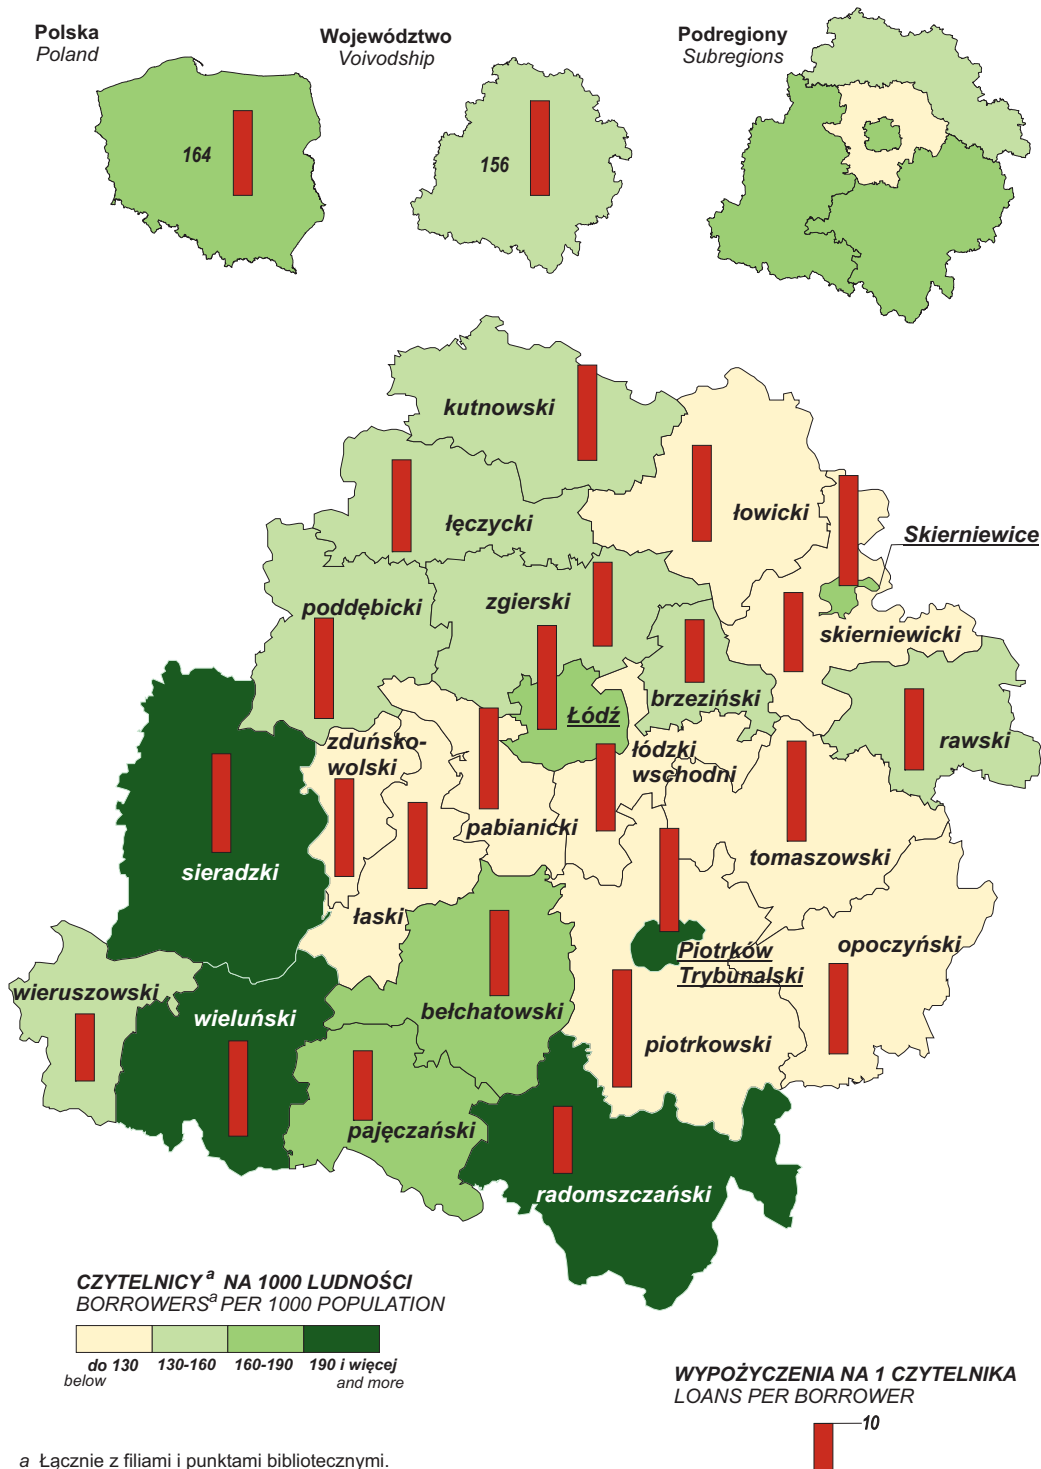 Polska
Poland
Województwo
Voivodship
Podregiony
Subregions
164
156
kutnowski
łęczycki
łowicki
Skierniewice
poddębicki
zgierski
skierniewicki
brzeziński
Łódź
rawski
zduńsko-
wolski
łódzki
wschodni
pabianicki
tomaszowski
sieradzki
łaski
opoczyński
Piotrków
Trybunalski
wieruszowski
wieluński
bełchatowski
piotrkowski
pajęczański
radomszczański
CZYTELNICY a NA 1000 LUDNOŚCI
BORROWERS a PER 1000 POPULATION
do 130 130-160 160-190 190 i więcej
below and more
WYPOŻYCZENIA NA 1 CZYTELNIKA
LOANS PER BORROWER
10
a Łącznie z filiami i punktami bibliotecznymi.